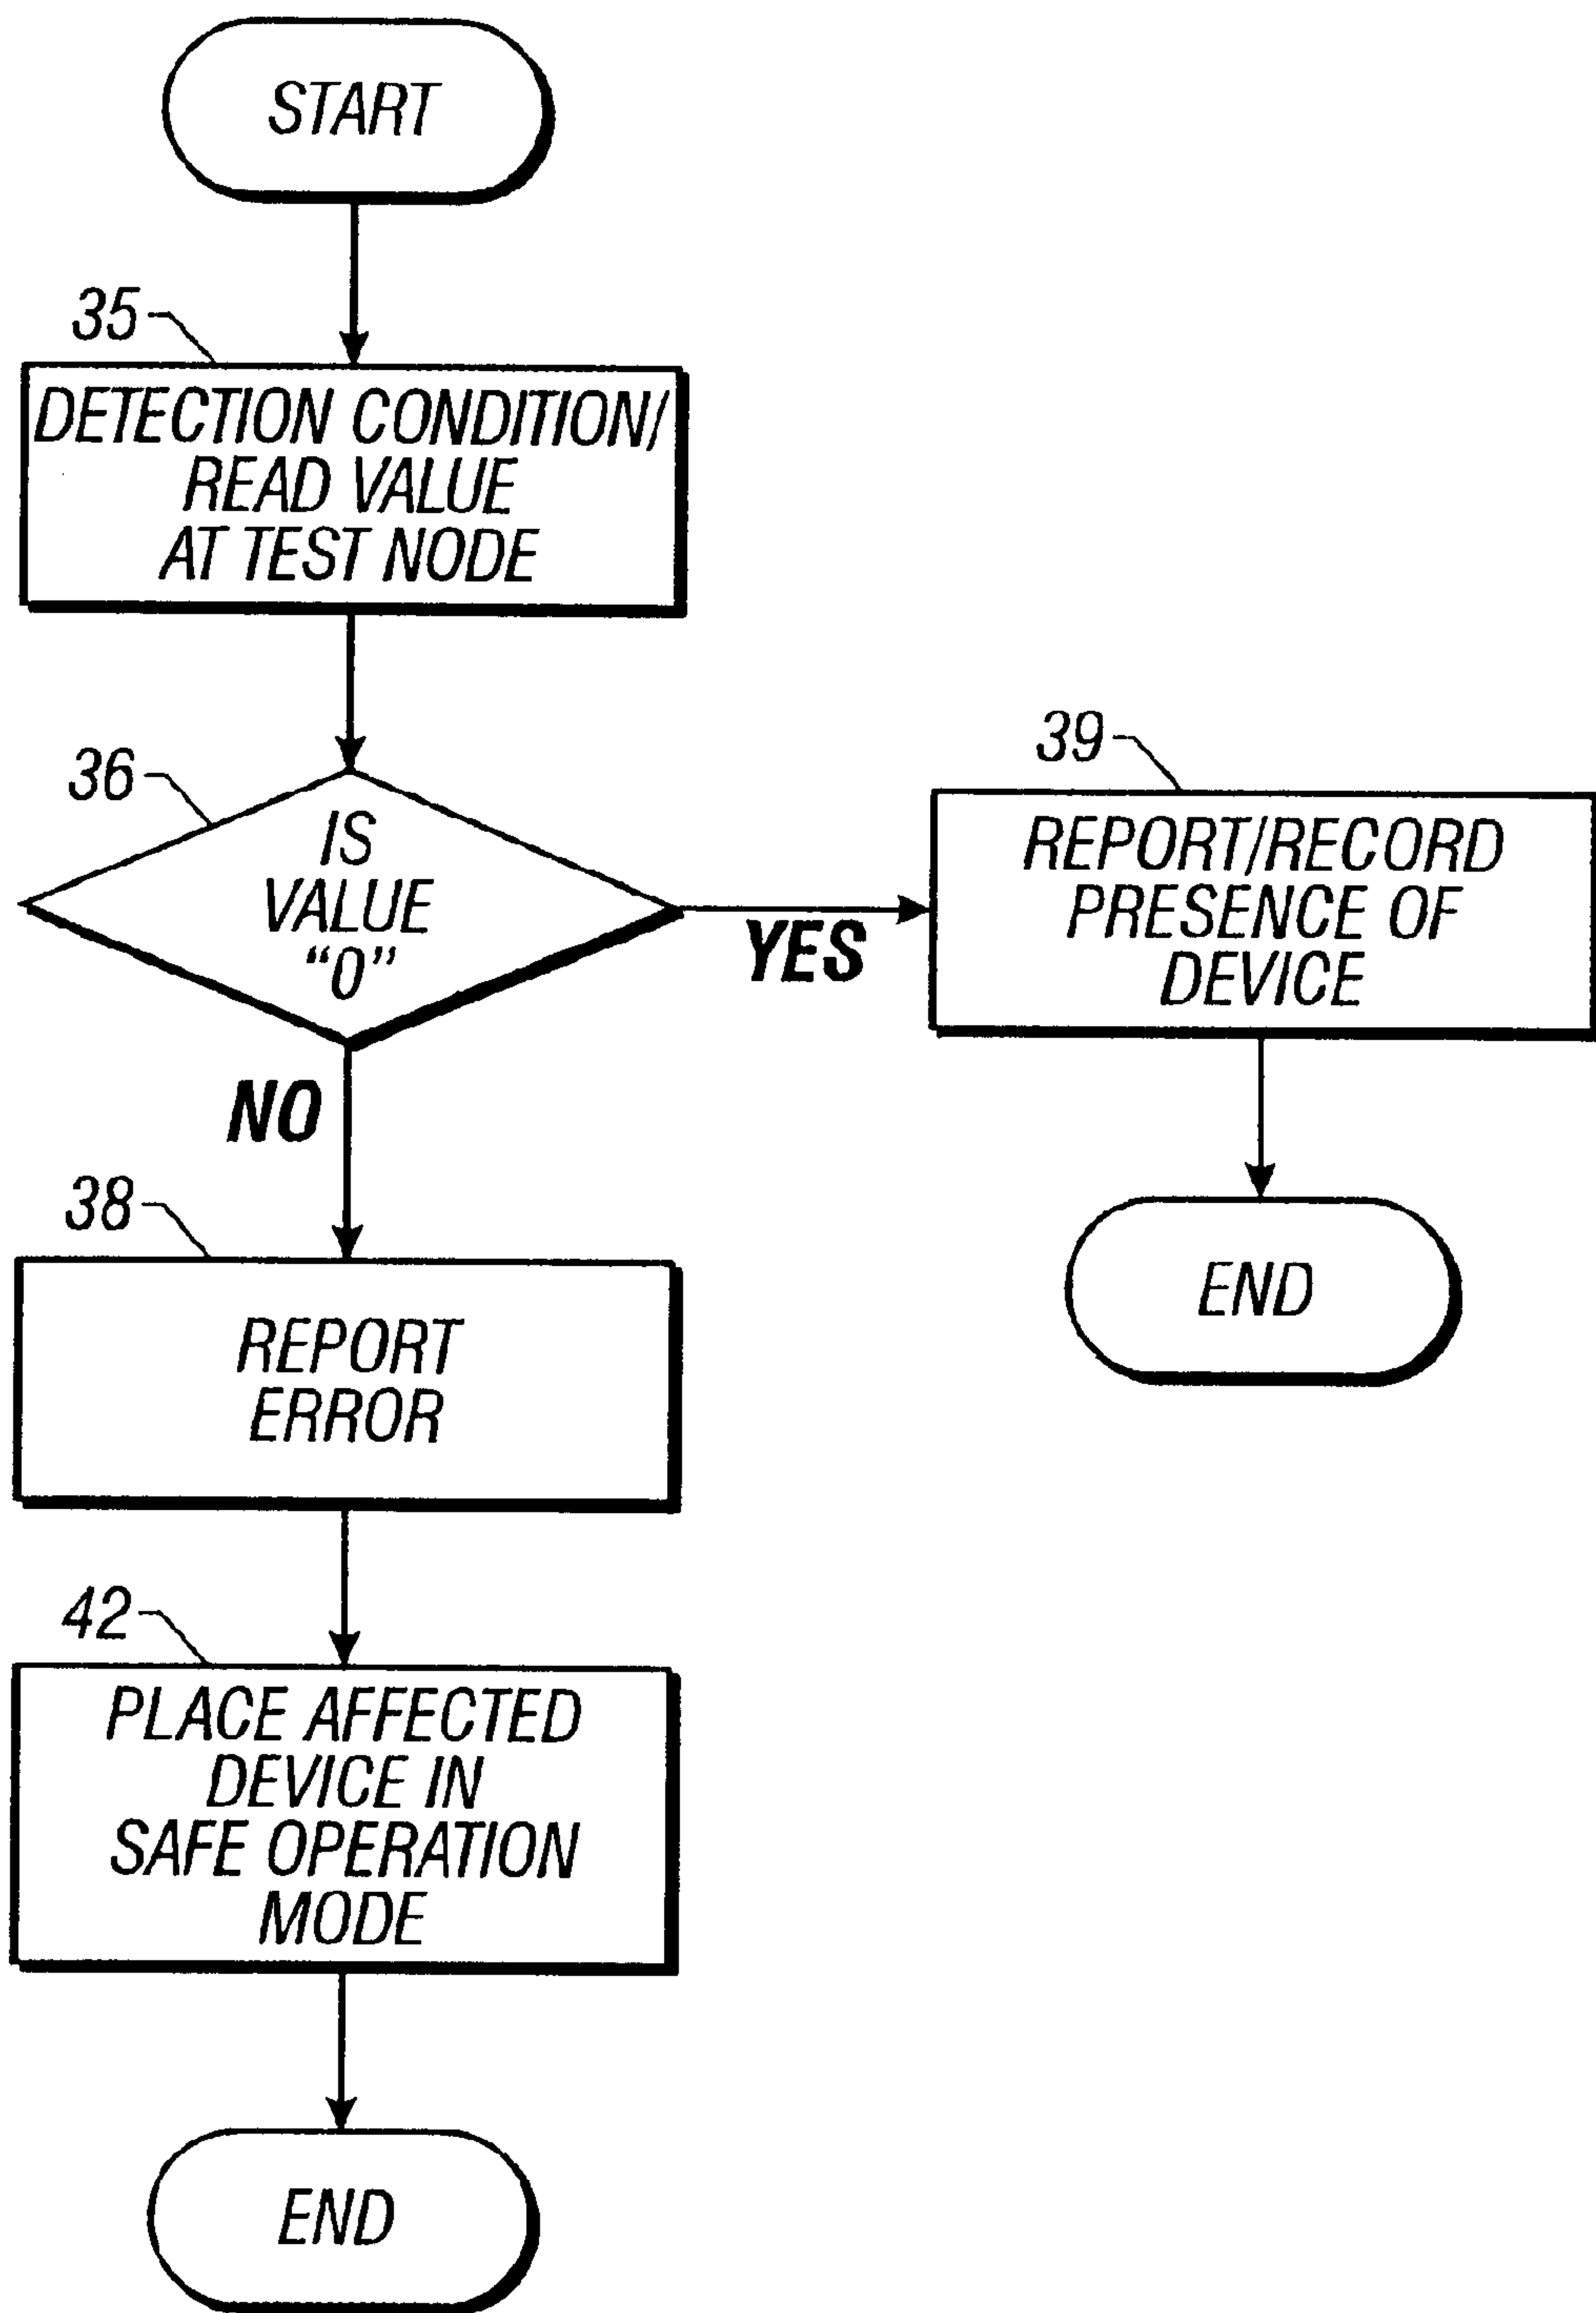 START
35
DETECTION CONDITION/
READ VALUE
AT TEST NODE
36
IS
VALUE
“0”
YES
39
REPORT/RECORD
PRESENCE OF
DEVICE
END
NO
38
REPORT
ERROR
42
PLACE AFFECTED
DEVICE IN
SAFE OPERATION
MODE
END